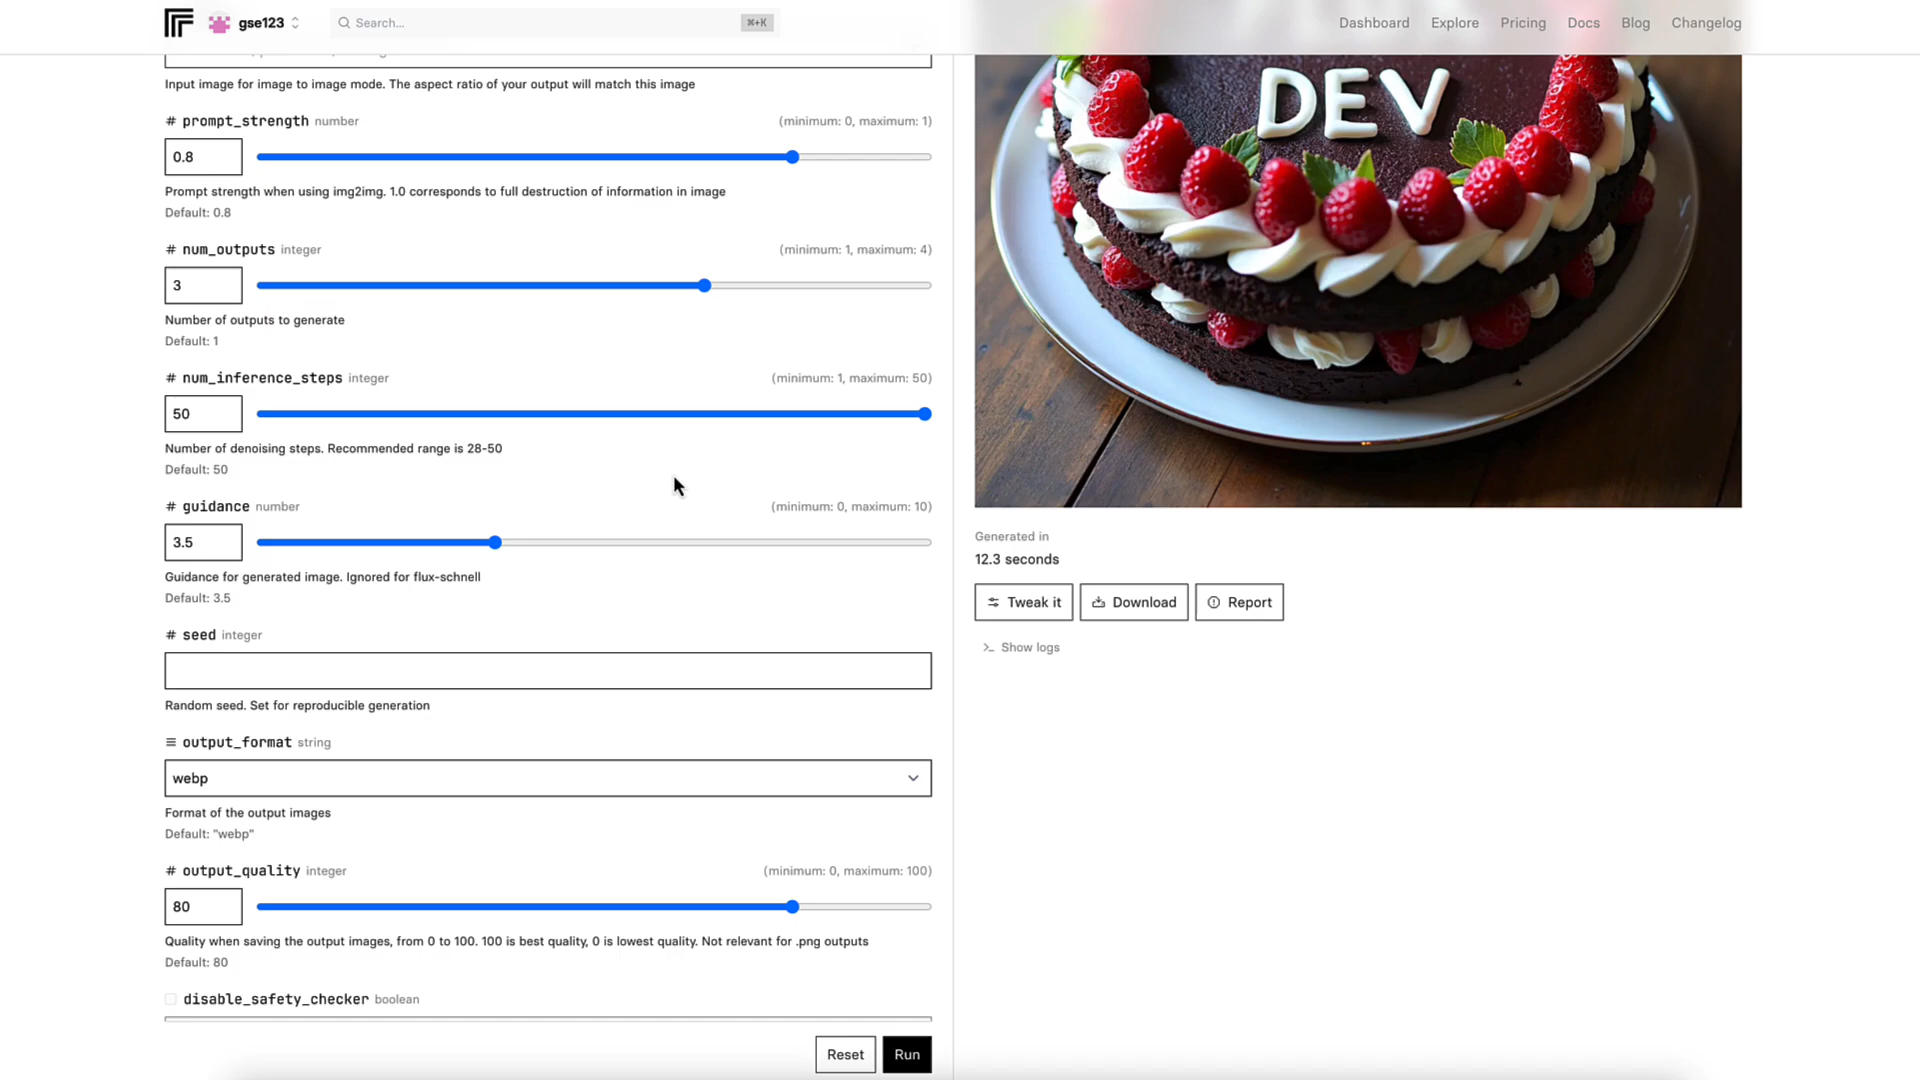 gse123
Search...
⌘+K
Dashboard
Explore
Pricing
Docs
Blog
Changelog
Input image for image to image mode. The aspect ratio of your output will match this image
# prompt_strength number
(minimum: 0, maximum: 1)
0.8
Prompt strength when using img2img. 1.0 corresponds to full destruction of information in image
Default: 0.8
# num_outputs integer
(minimum: 1, maximum: 4)
3
Number of outputs to generate
Default: 1
# num_inference_steps integer
(minimum: 1, maximum: 50)
50
Number of denoising steps. Recommended range is 28-50
Default: 50
# guidance number
(minimum: 0, maximum: 10)
3.5
Guidance for generated image. Ignored for flux-schnell
Default: 3.5
# seed integer
Random seed. Set for reproducible generation
output_format string
webp
Format of the output images
Default: "webp"
# output_quality integer
(minimum: 0, maximum: 100)
80
Quality when saving the output images, from 0 to 100. 100 is best quality, 0 is lowest quality. Not relevant for .png outputs
Default: 80
disable_safety_checker boolean
Reset
Run
DEV
Generated in
12.3 seconds
Tweak it
Download
Report
>_ Show logs